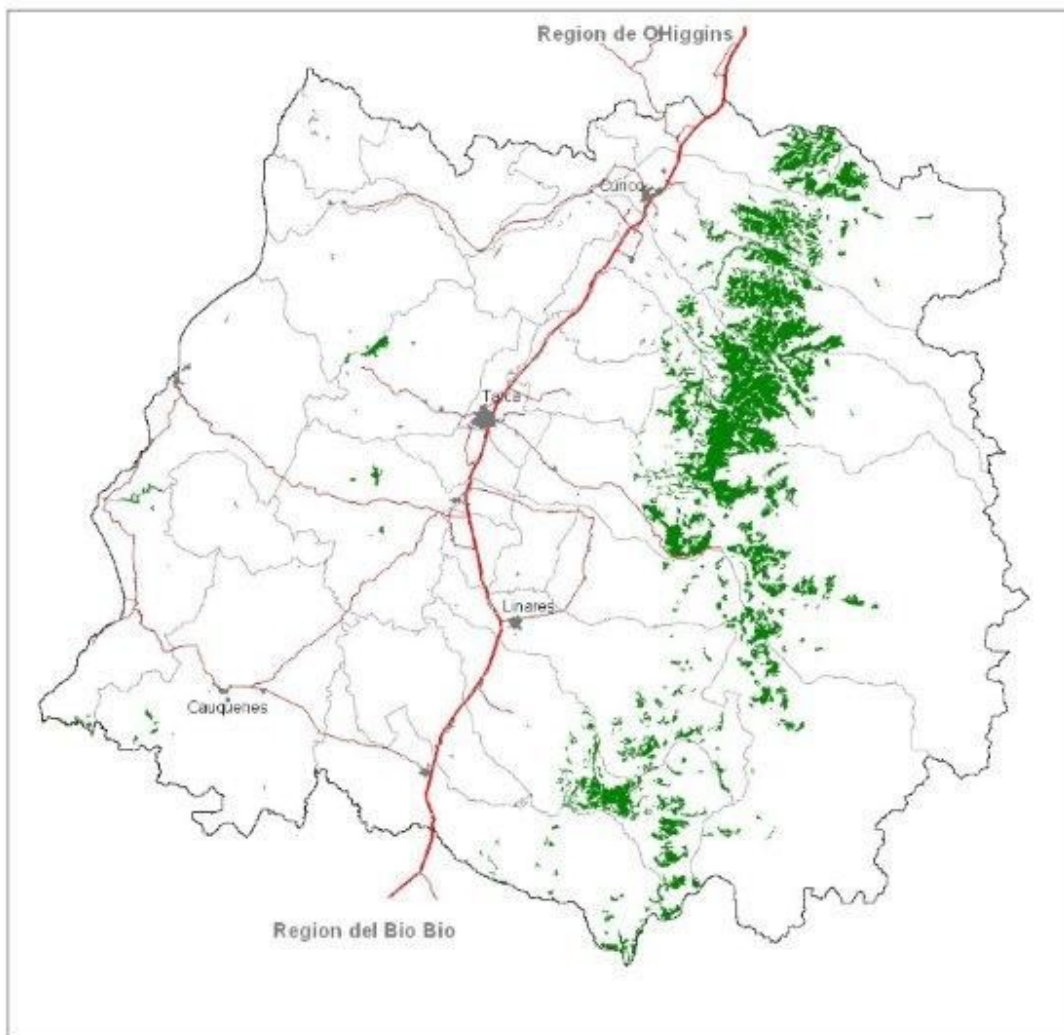 Region de OHiggins
Curico
Talca
Linares
Cauquenes
Region del Bio Bio